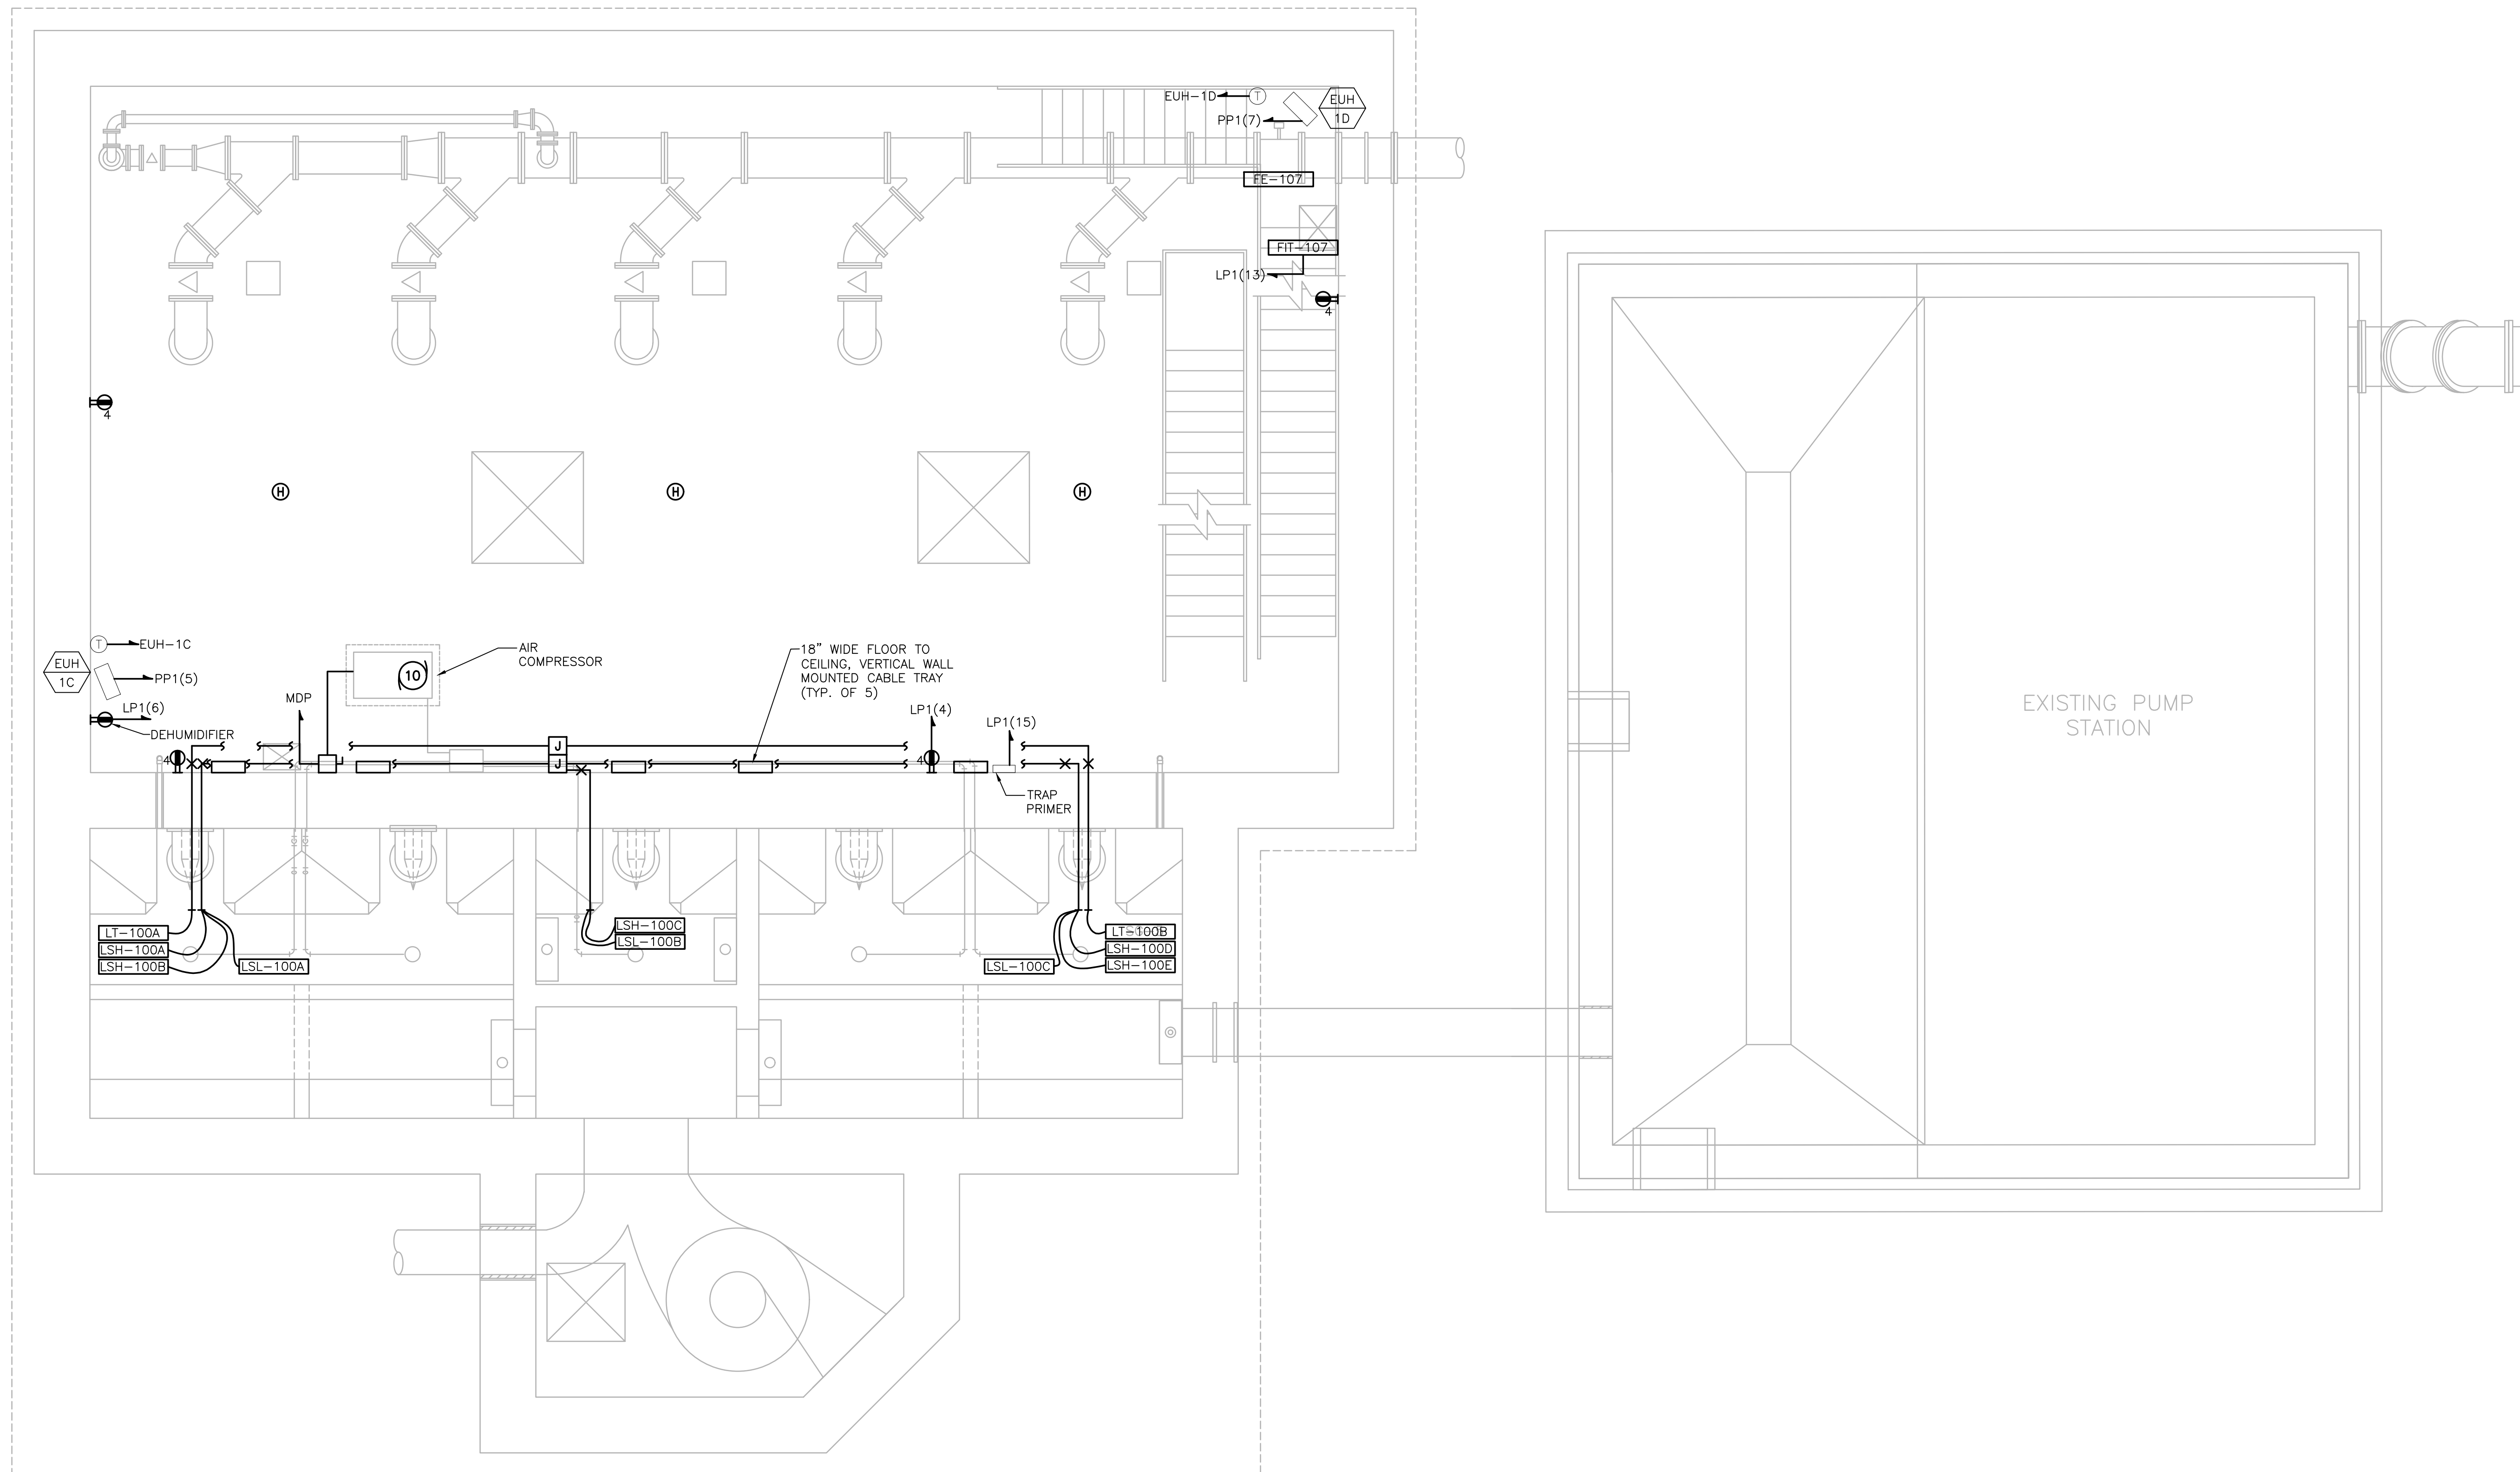 EUH-1D
T
EUH
1D
PP1(7)
FE-107
FIT-107
LP1(13)
4
4
H
H
H
T
EUH-1C
EUH
1C
PP1(5)
LP1(6)
DEHUMIDIFIER
MDP
10
AIR
COMPRESSOR
18" WIDE FLOOR TO
CEILING, VERTICAL WALL
MOUNTED CABLE TRAY
(TYP. OF 5)
LP1(4)
LP1(15)
4
J
J
4
TRAP
PRIMER
EXISTING PUMP
STATION
LT-100A
LSH-100A
LSH-100B
LSL-100A
LSH-100C
LSL-100B
LSL-100C
LT-100B
LSH-100D
LSH-100E